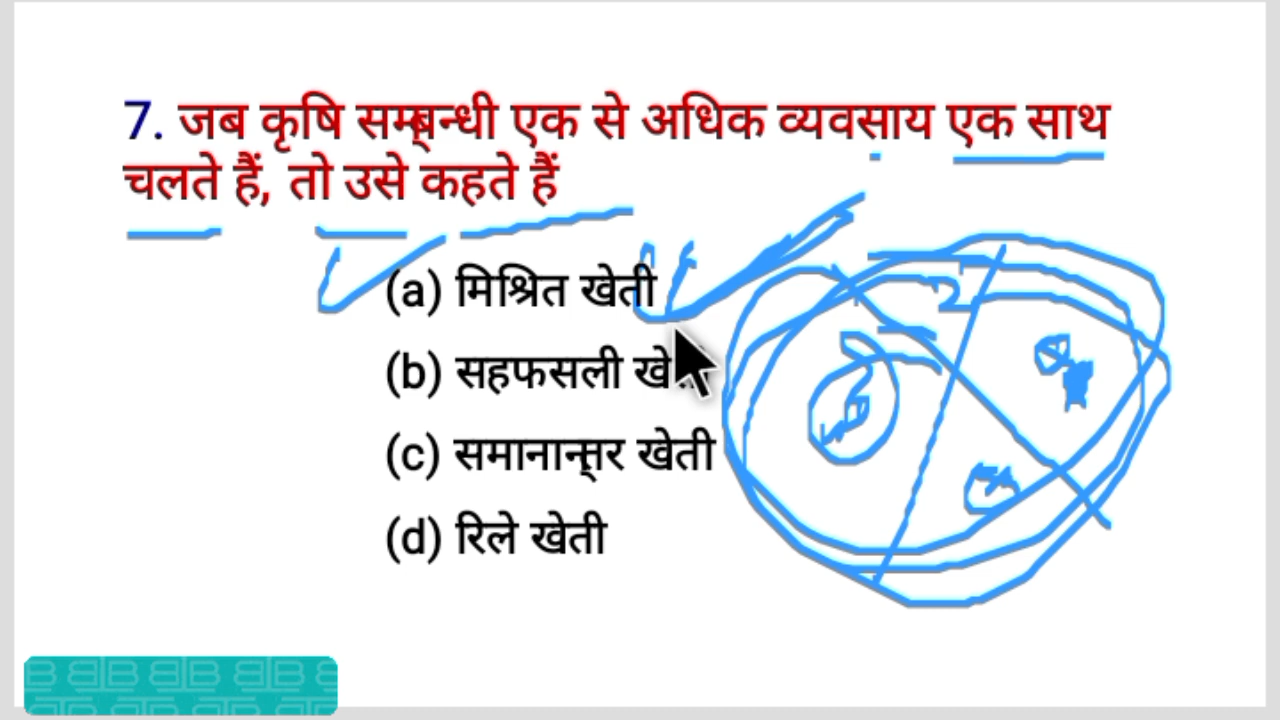 7. जब कृषि सम्बन्धी एक से अधिक व्यवसाय एक साथ
चलते हैं, तो उसे कहते हैं
(a) मिश्रित खेती
(b) सहफसली
(c) समानान्तर खेती
(d) रिले खेती